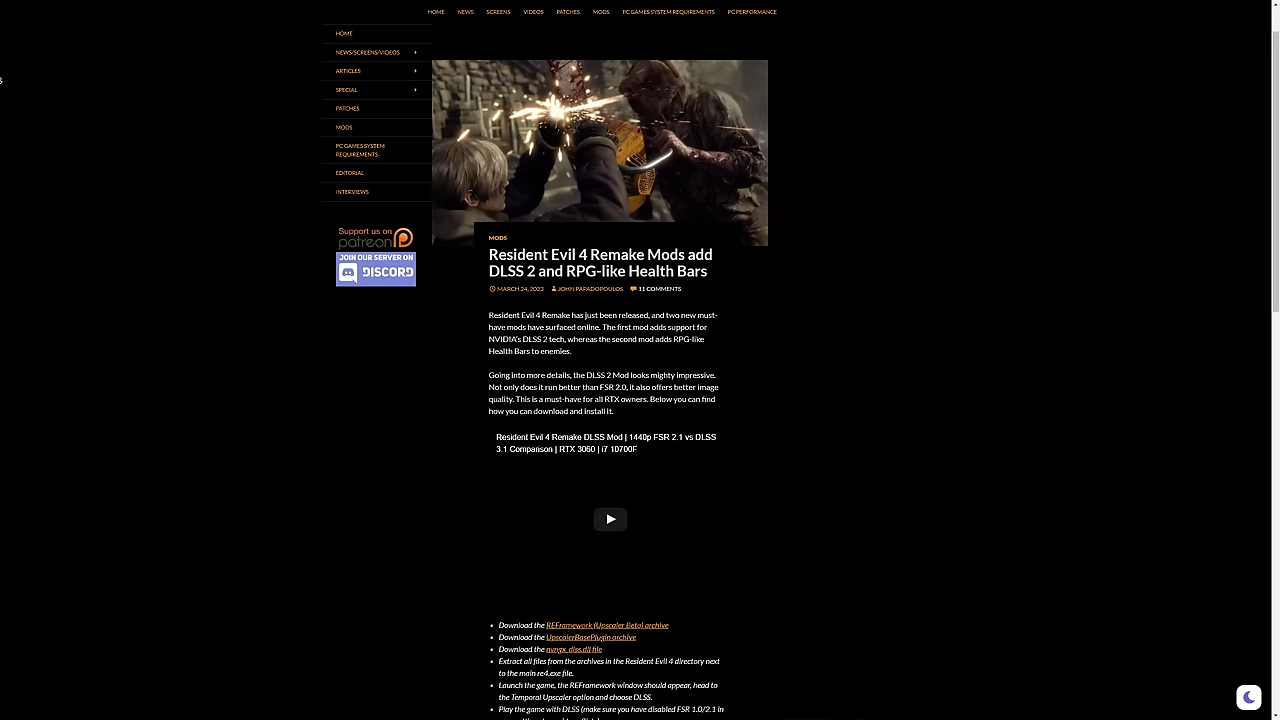 HOME NEWS SCREENS VIDEOS PATCHES MODS PC GAMES SYSTEM REQUIREMENTS PC PERFORMANCE
HOME
NEWS/SCREENS/VIDEOS
ARTICLES
SPECIAL
PATCHES
MODS
PC GAMES SYSTEM
REQUIREMENTS
EDITORIAL
INTERVIEWS
Support us on
patreon
JOIN OUR SERVER ON
DISCORD
MODS
Resident Evil 4 Remake Mods add
DLSS 2 and RPG-like Health Bars
MARCH 24, 2023 JOHN PAPADOPOULOS 11 COMMENTS
Resident Evil 4 Remake has just been released, and two new must-
have mods have surfaced online. The first mod adds support for
NVIDIA's DLSS 2 tech, whereas the second mod adds RPG-like
Health Bars to enemies.
Going into more details, the DLSS 2 Mod looks mighty impressive.
Not only does it run better than FSR 2.0, it also offers better image
quality. This is a must-have for all RTX owners. Below you can find
how you can download and install it.
Resident Evil 4 Remake DLSS Mod | 1440p FSR 2.1 vs DLSS
3.1 Comparison | RTX 3060 | i7 10700F
• Download the REFramework (Upscaler Beta) archive
• Download the UpscalerBasePlugin archive
• Download the nvngx_dlss.dll file
• Extract all files from the archives in the Resident Evil 4 directory next
to the main re4.exe file.
• Launch the game, the REFramework window should appear, head to
the Temporal Upscaler option and choose DLSS.
• Play the game with DLSS (make sure you have disabled FSR 1.0/2.1 in